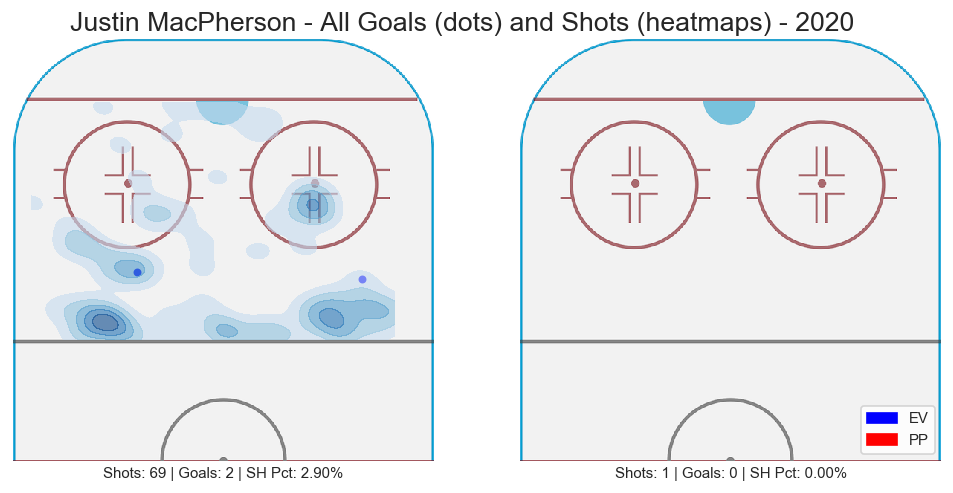 Justin MacPherson - All Goals (dots) and Shots (heatmaps) - 2020
EV
PP
Shots: 69 | Goals: 2 | SH Pct: 2.90%
Shots: 1 | Goals: 0 | SH Pct: 0.00%